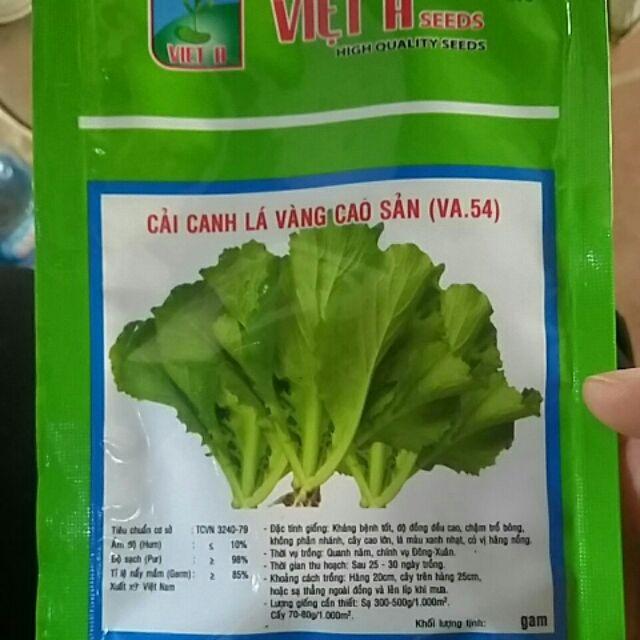 VIỆT Á
VIỆT Á SEEDS
HIGH QUALITY SEEDS
CẢI CANH LÁ VÀNG CAO SẢN (VA.54)
Tiêu chuẩn cơ sở : TCVN 3240-79
Ẩm độ (Hum) : ≤ 10%
Độ sạch (Pur) : ≥ 98%
Tỉ lệ nẩy mầm (Germ): ≥ 85%
Xuất xứ Việt Nam
- Đặc tính giống: Kháng bệnh tốt, độ đồng đều cao, chậm trổ bông,
không phân nhánh, cây cao lớn, lá màu xanh nhạt, có vị hăng nồng.
- Thời vụ trồng: Quanh năm, chính vụ Đông-Xuân.
- Thời gian thu hoạch: Sau 25 - 30 ngày trồng.
- Khoảng cách trồng: Hàng 20cm, cây trên hàng 25cm,
hoặc sạ thẳng ngoài đồng và lên líp khi mưa.
- Lượng giống cần thiết: Sạ 300-500g/1.000m².
Cấy 70-80g/1.000m².
Khối lượng tịnh: gam